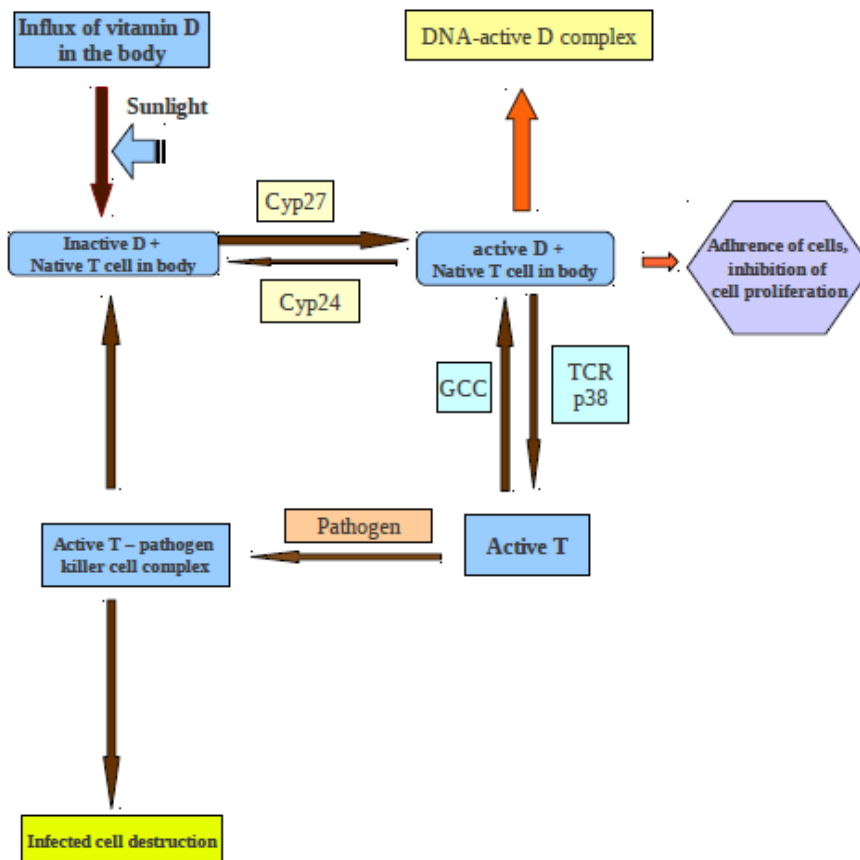 Influx of vitamin D
in the body
DNA-active D complex
Sunlight
Cyp27
Inactive D +
Native T cell in body
active D +
Native T cell in body
Adhrence of cells,
inhibition of
cell proliferation
Cyp24
GCC
TCR
p38
Pathogen
Active T – pathogen
killer cell complex
Active T
Infected cell destruction